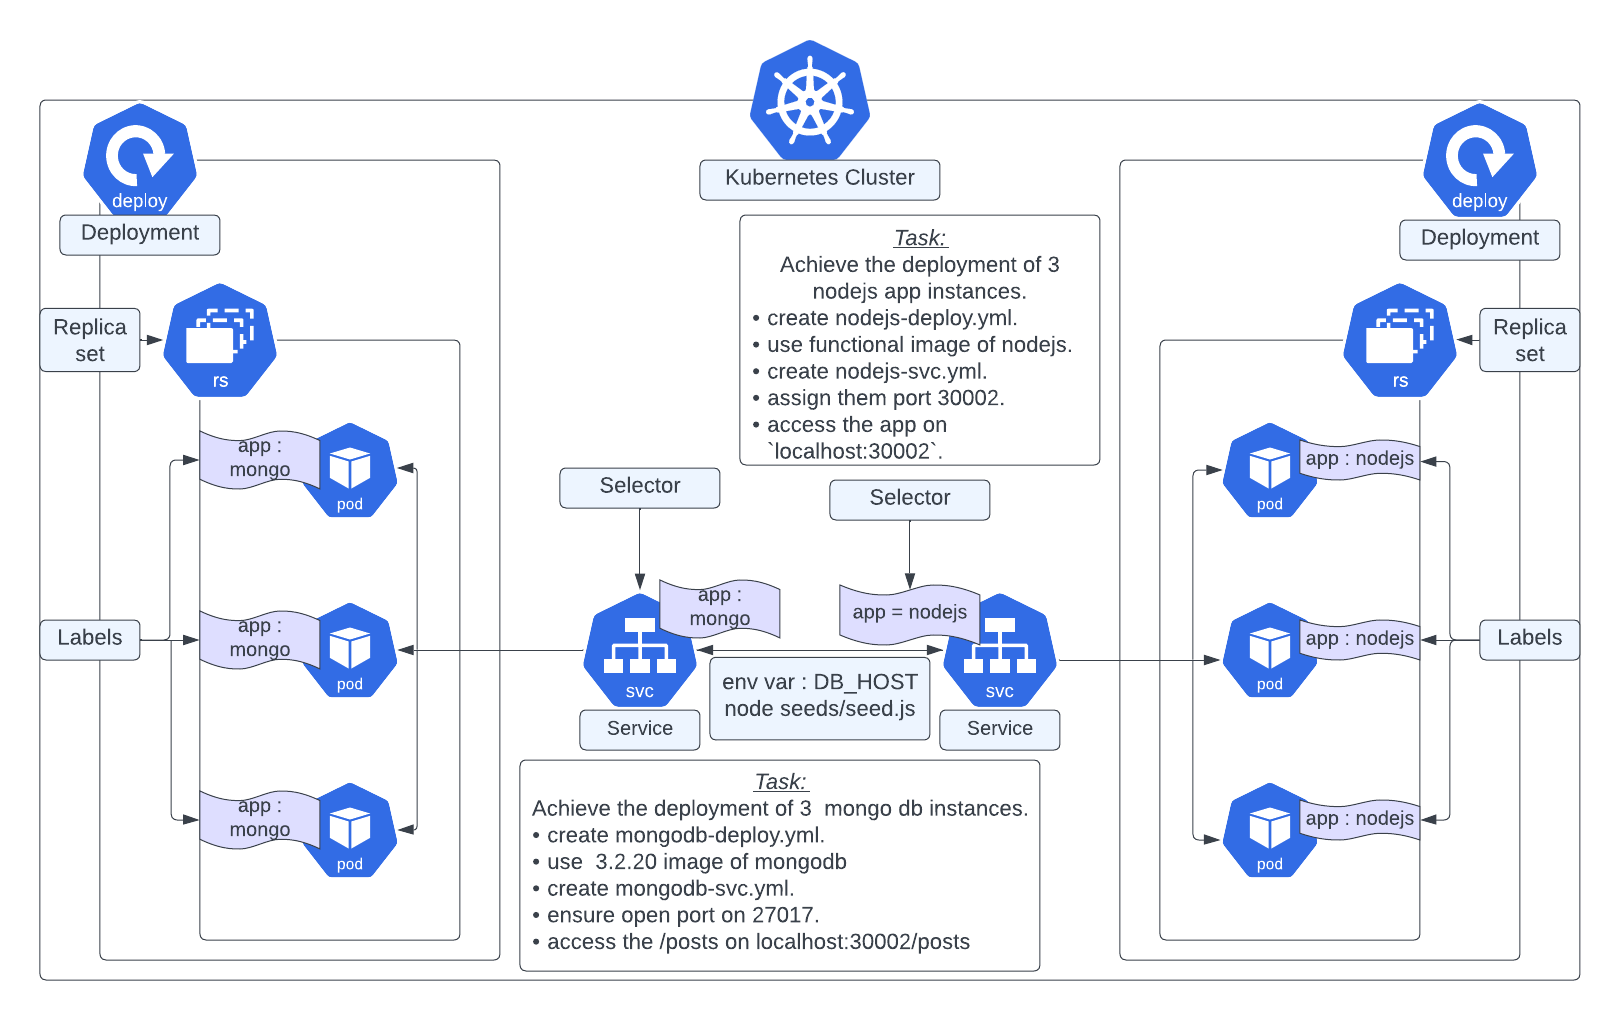 Kubernetes Cluster
deploy
Deployment
Replica
set
rs
app :
mongo
pod
Labels
app :
mongo
pod
app :
mongo
pod
Task:
Achieve the deployment of 3
nodejs app instances.
• create nodejs-deploy.yml.
• use functional image of nodejs.
• create nodejs-svc.yml.
• assign them port 30002.
• access the app on
`localhost:30002`.
Selector
app :
mongo
svc
Service
Selector
app = nodejs
svc
Service
env var : DB_HOST
node seeds/seed.js
Task:
Achieve the deployment of 3  mongo db instances.
• create mongodb-deploy.yml.
• use  3.2.20 image of mongodb
• create mongodb-svc.yml.
• ensure open port on 27017.
• access the /posts on localhost:30002/posts
deploy
Deployment
Replica
set
rs
app : nodejs
pod
app : nodejs
pod
Labels
app : nodejs
pod